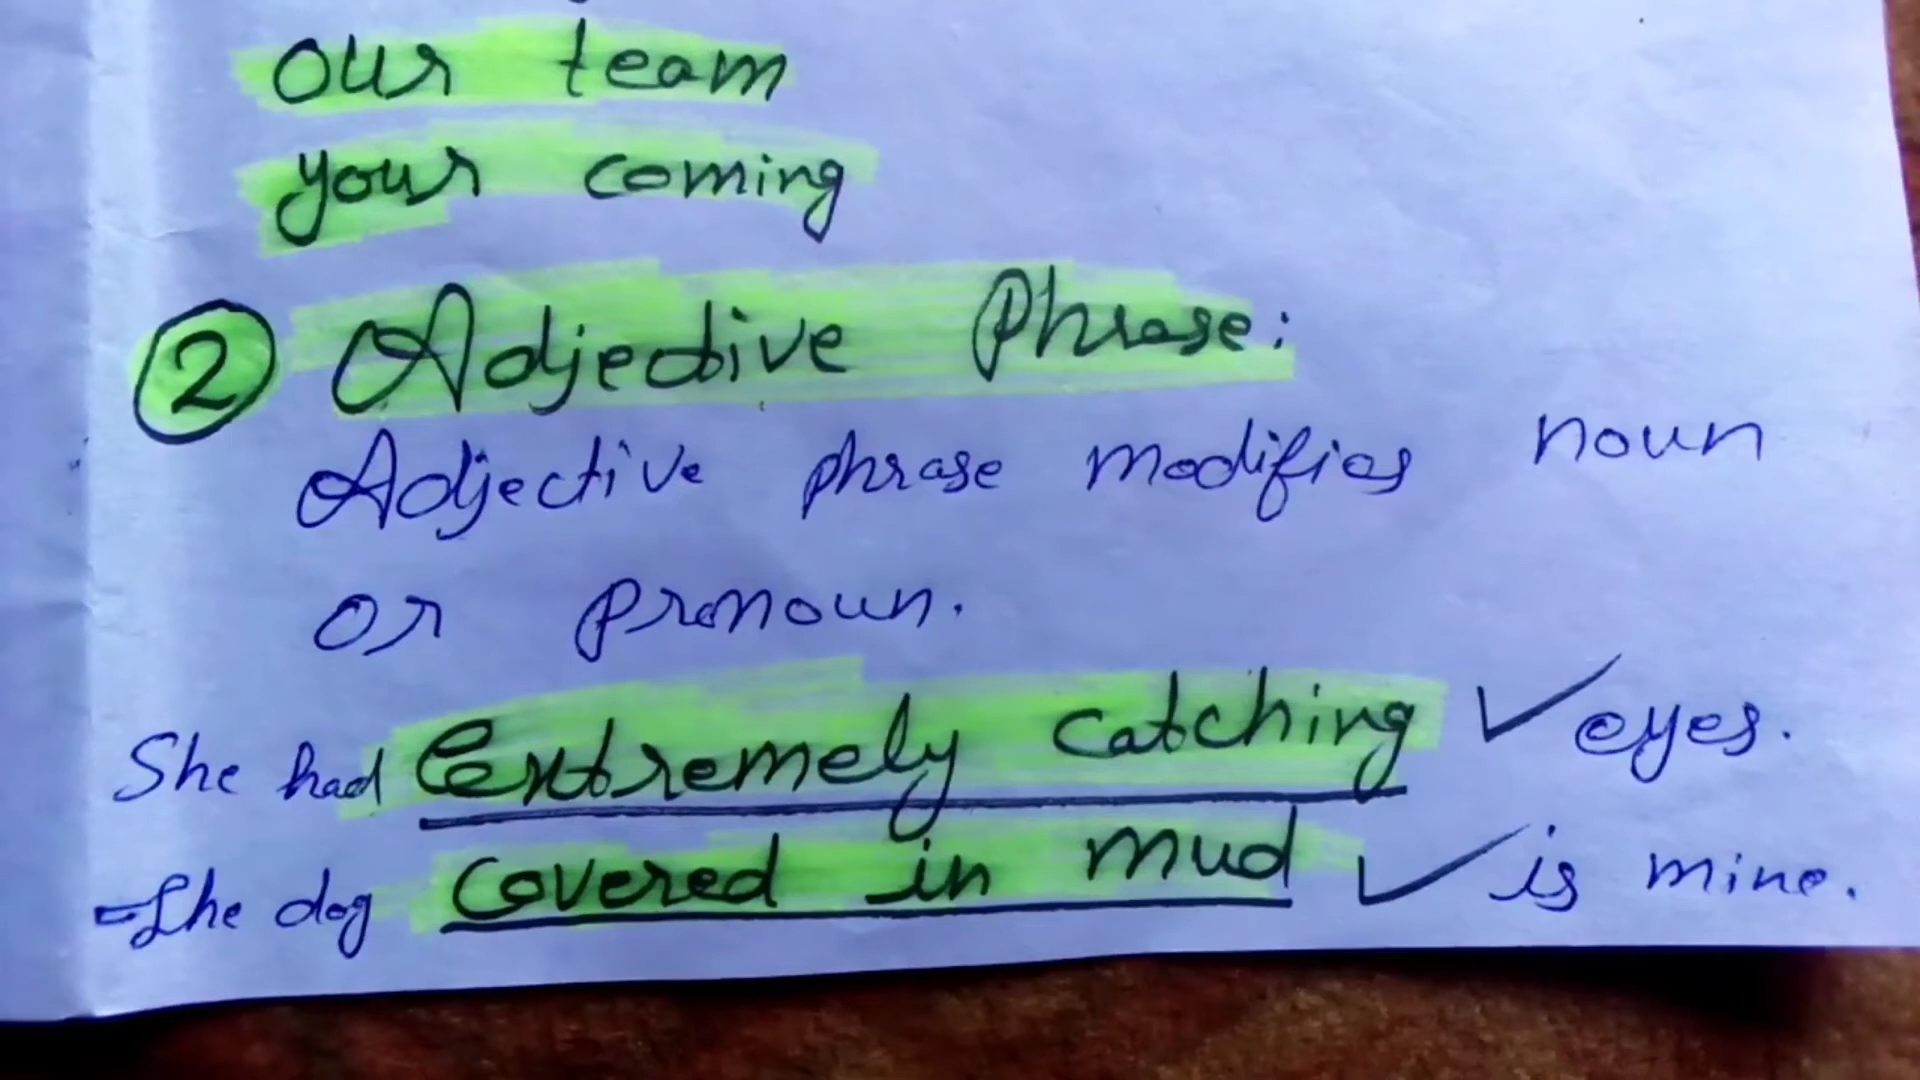 our team
your coming
2 Adjective Phrase:
Adjective phrase modifies noun
or pronoun.
She had Extremely catching ✓ eyes.
-The dog covered in mud ✓ is mine.